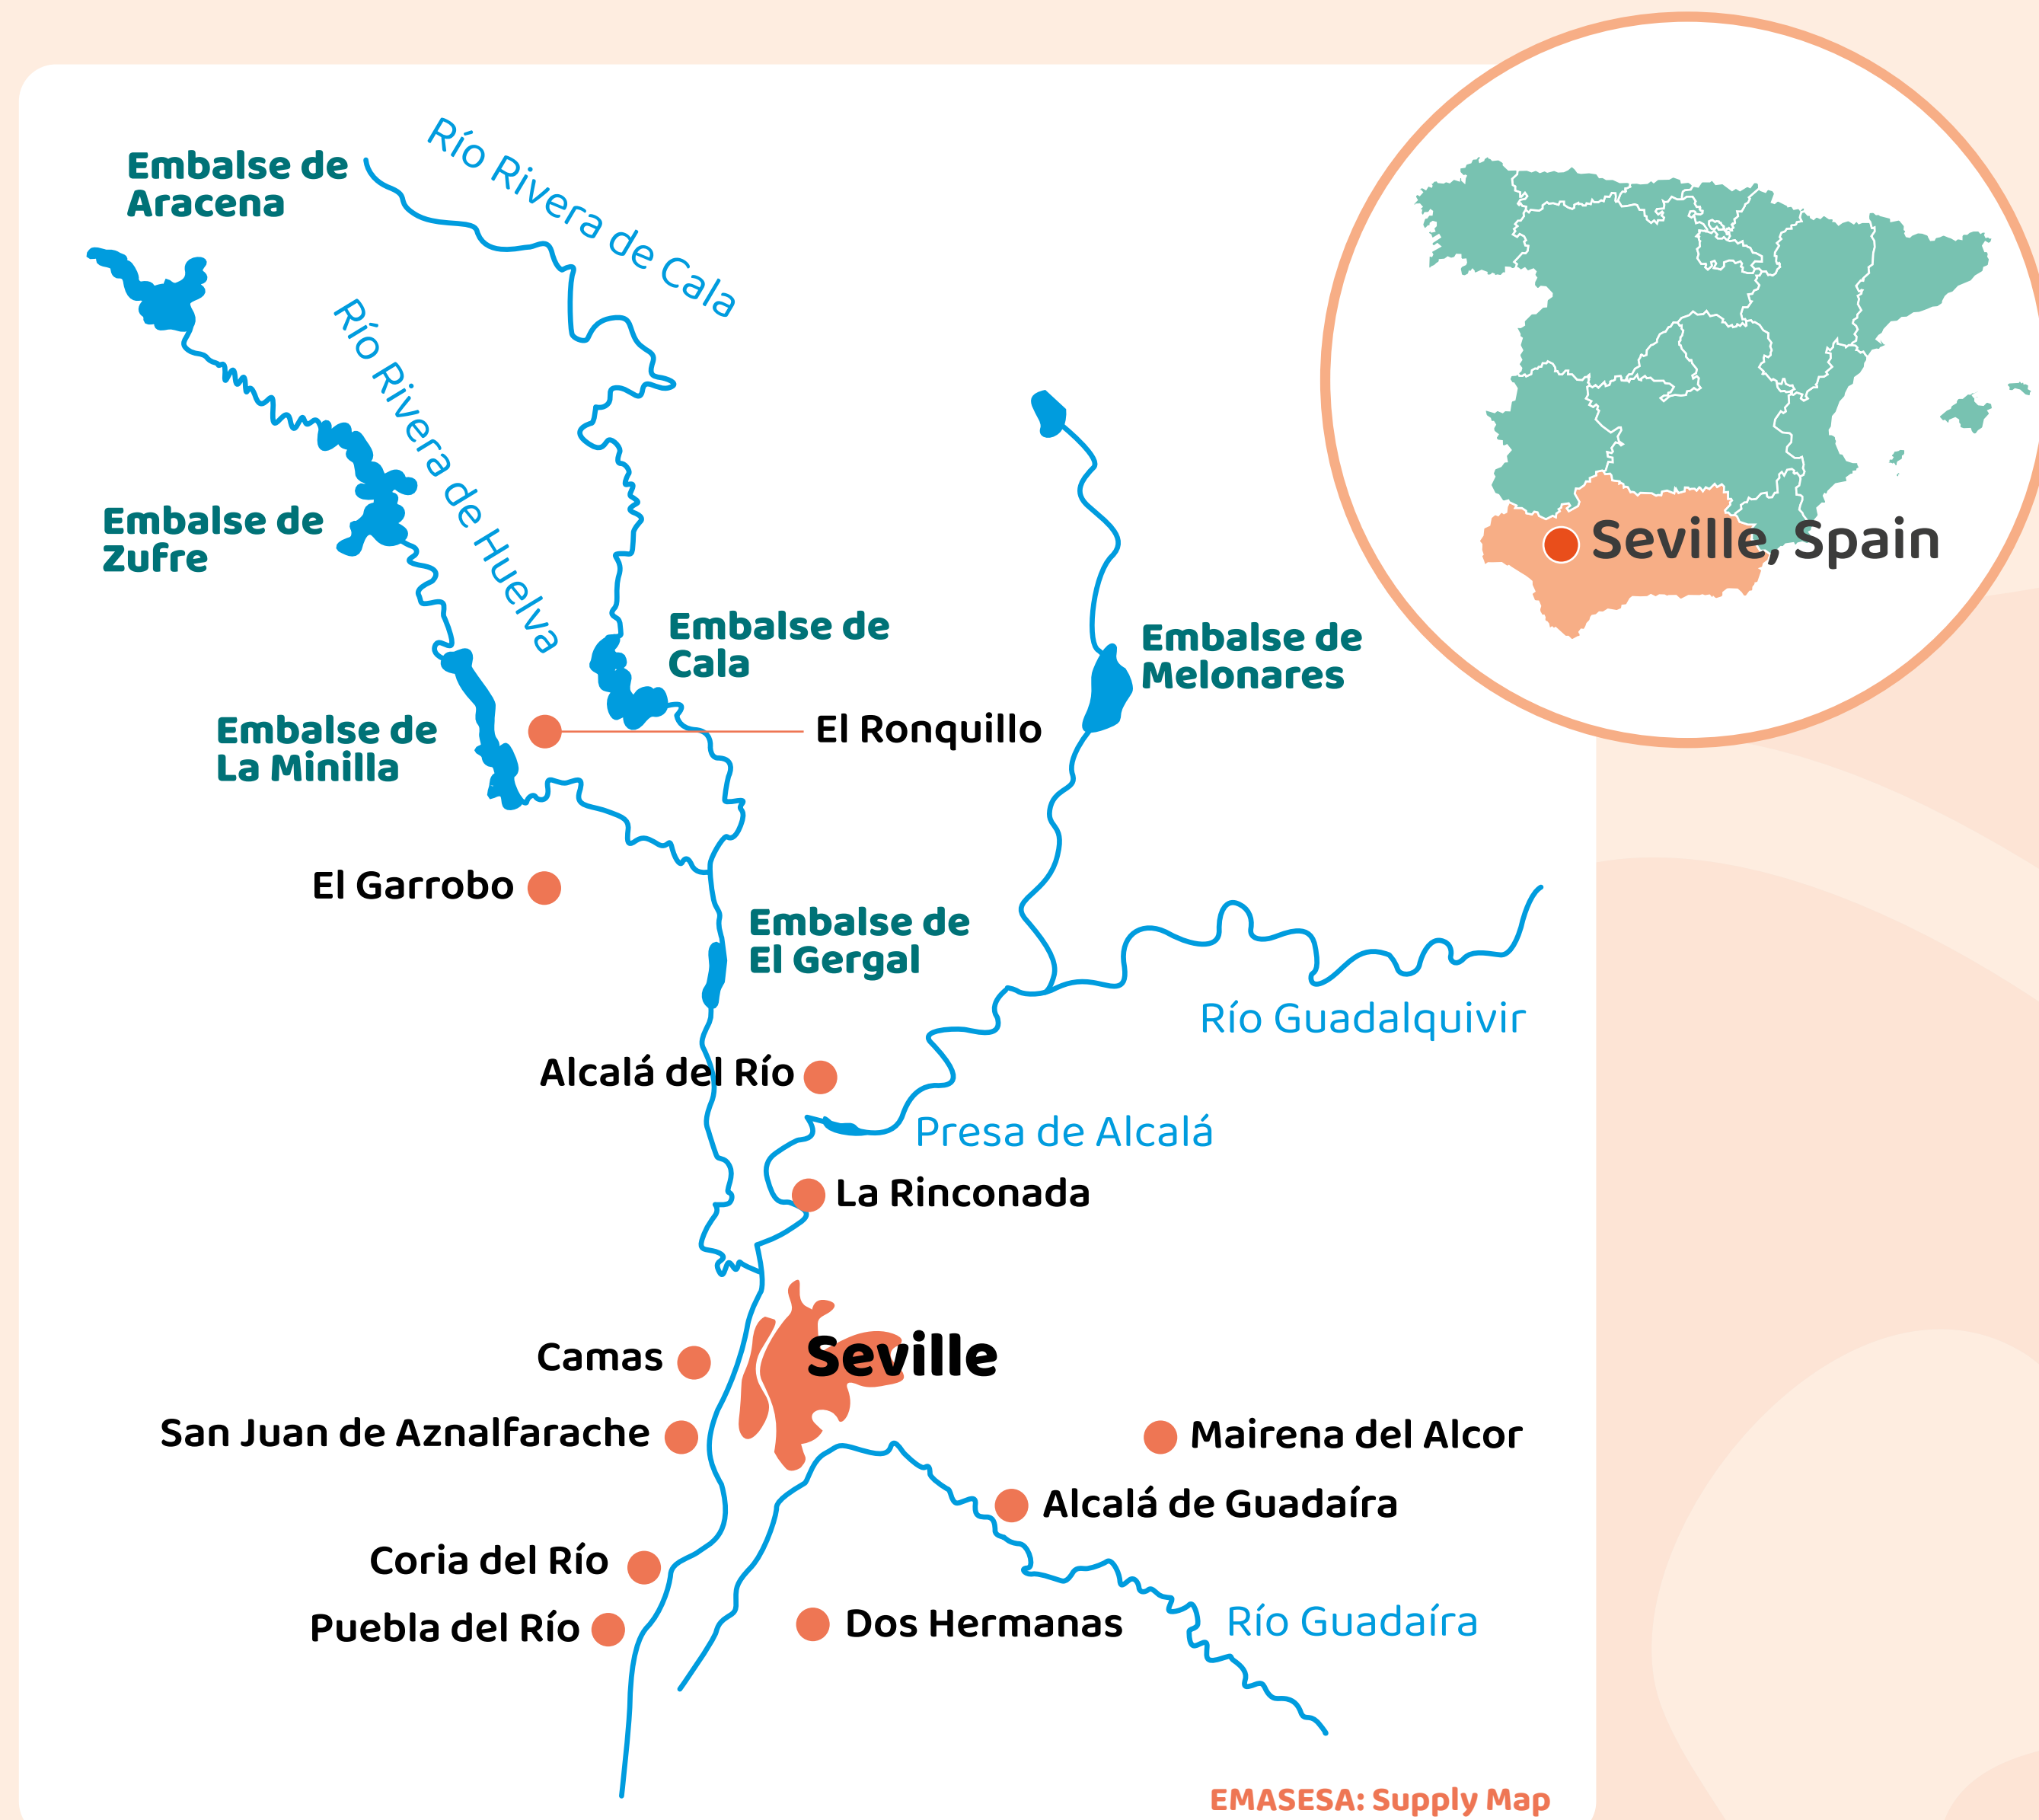 Río Rivera de Cala
Embalse de
Aracena
Río Rivera de Huelva
Embalse de
Zufre
Seville, Spain
Embalse de
Cala
Embalse de
Melonares
Embalse de
La Minilla
El Ronquillo
El Garrobo
Embalse de
El Gergal
Río Guadalquivir
Alcalá del Río
Presa de Alcalá
La Rinconada
Seville
Camas
San Juan de Aznalfarache
Mairena del Alcor
Alcalá de Guadaíra
Coria del Río
Puebla del Río
Dos Hermanas
Río Guadaíra
EMASESA: Supply Map